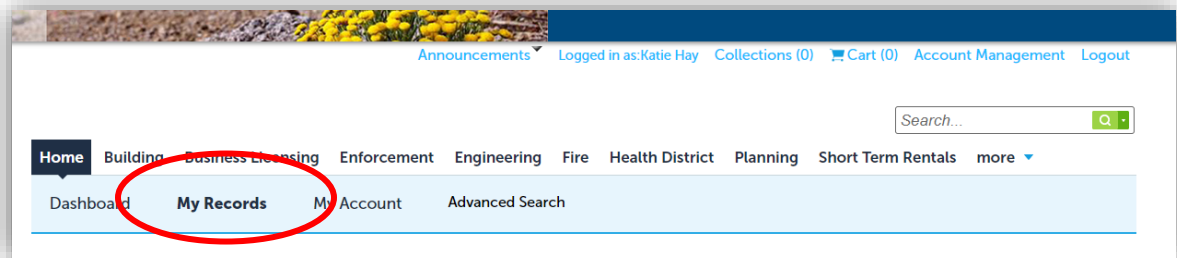 Announcements Logged in as:Katie Hay Collections (0) Cart (0) Account Management Logout
Search...
Home Building Business Licensing Enforcement Engineering Fire Health District Planning Short Term Rentals more
Dashboard My Records My Account Advanced Search